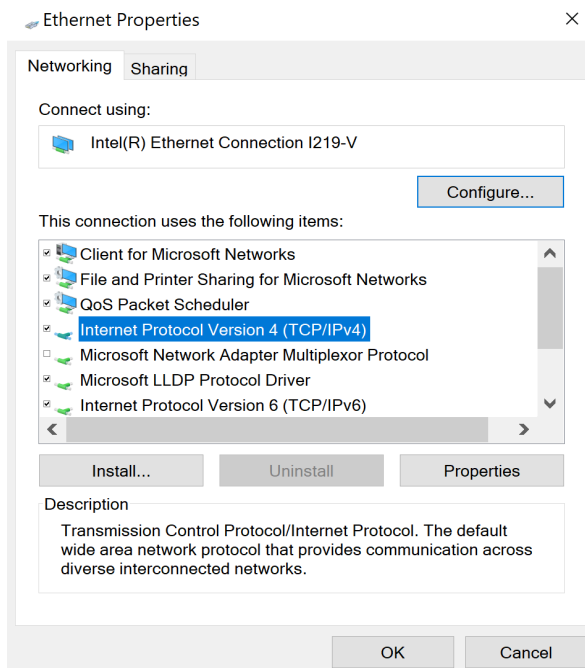 Ethernet Properties
Networking
Sharing
Connect using:
Intel(R) Ethernet Connection I219-V
Configure...
This connection uses the following items:
Client for Microsoft Networks
File and Printer Sharing for Microsoft Networks
QoS Packet Scheduler
Internet Protocol Version 4 (TCP/IPv4)
Microsoft Network Adapter Multiplexor Protocol
Microsoft LLDP Protocol Driver
Internet Protocol Version 6 (TCP/IPv6)
Install...
Uninstall
Properties
Description
Transmission Control Protocol/Internet Protocol. The default
wide area network protocol that provides communication across
diverse interconnected networks.
OK
Cancel